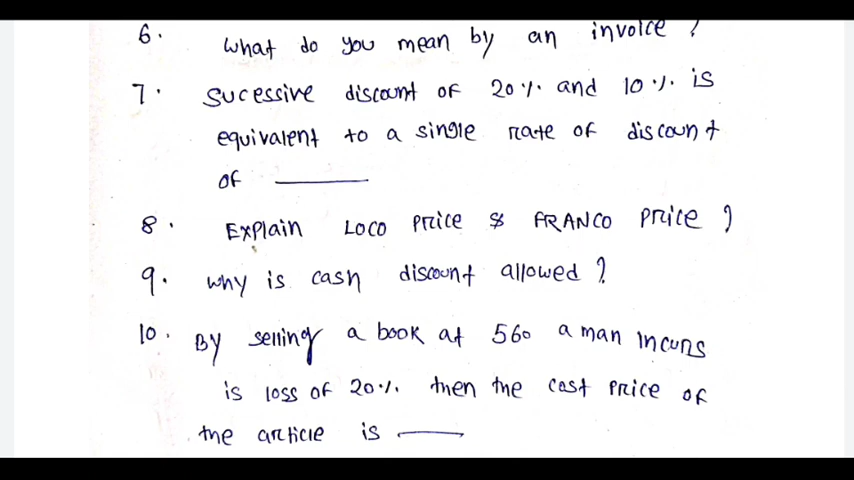 6. What do you mean by an invoice ?
7. Sucessive discount of 20% and 10% is
equivalent to a single rate of discount
of ______
8. Explain LOCO Price & FRANCO Price ?
9. why is cash discount allowed ?
10. By selling a book at 560 a man incurs
is loss of 20% then the cost price of
the article is ______